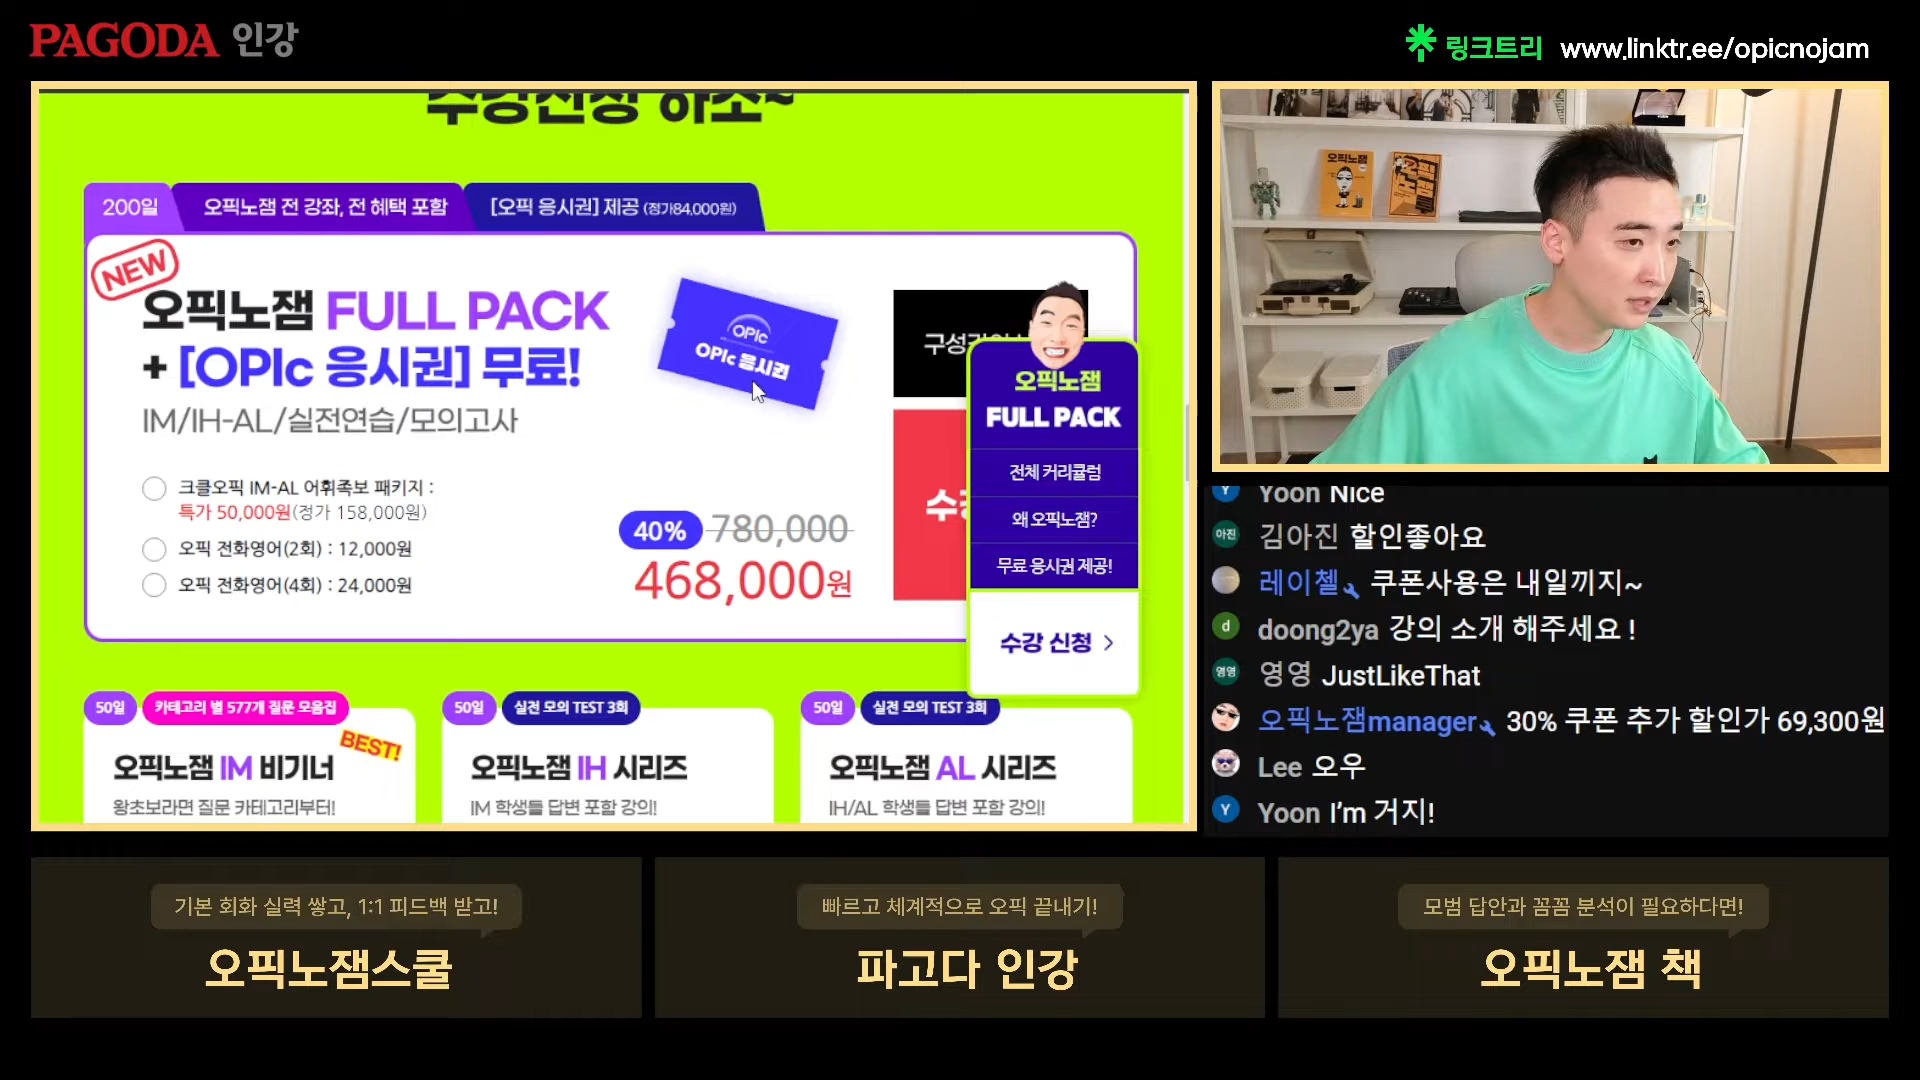 PAGODA 인강
링크트리 www.linktr.ee/opicnojam
수강신청 하소~
200일
오픽노잼 전 강좌, 전 혜택 포함
[오픽 응시권] 제공 (정가84,000원)
NEW
오픽노잼 FULL PACK
+ [OPIc 응시권] 무료!
IM/IH-AL/실전연습/모의고사
OPIc
OPIc 응시권
크클오픽 IM-AL 어휘족보 패키지 :
특가 50,000원(정가 158,000원)
오픽 전화영어(2회) : 12,000원
오픽 전화영어(4회) : 24,000원
40% 780,000
468,000원
구성
수
오픽노잼
FULL PACK
전체 커리큘럼
왜 오픽노잼?
무료 응시권 제공!
수강 신청 >
50일 카테고리 별 577개 질문 모음집
BEST!
오픽노잼 IM 비기너
왕초보라면 질문 카테고리부터!
50일 실전 모의 TEST 3회
오픽노잼 IH 시리즈
IM 학생들 답변 포함 강의!
50일 실전 모의 TEST 3회
오픽노잼 AL 시리즈
IH/AL 학생들 답변 포함 강의!
오픽노잼
Y Yoon Nice
아진 김아진 할인좋아요
레이첼 쿠폰사용은 내일끼지~
d doong2ya 강의 소개 해주세요 !
영영 영영 JustLikeThat
오픽노잼manager 30% 쿠폰 추가 할인가 69,300원
Lee 오우
Y Yoon I'm 거지!
기본 회화 실력 쌓고, 1:1 피드백 받고!
오픽노잼스쿨
빠르고 체계적으로 오픽 끝내기!
파고다 인강
모범 답안과 꼼꼼 분석이 필요하다면!
오픽노잼 책